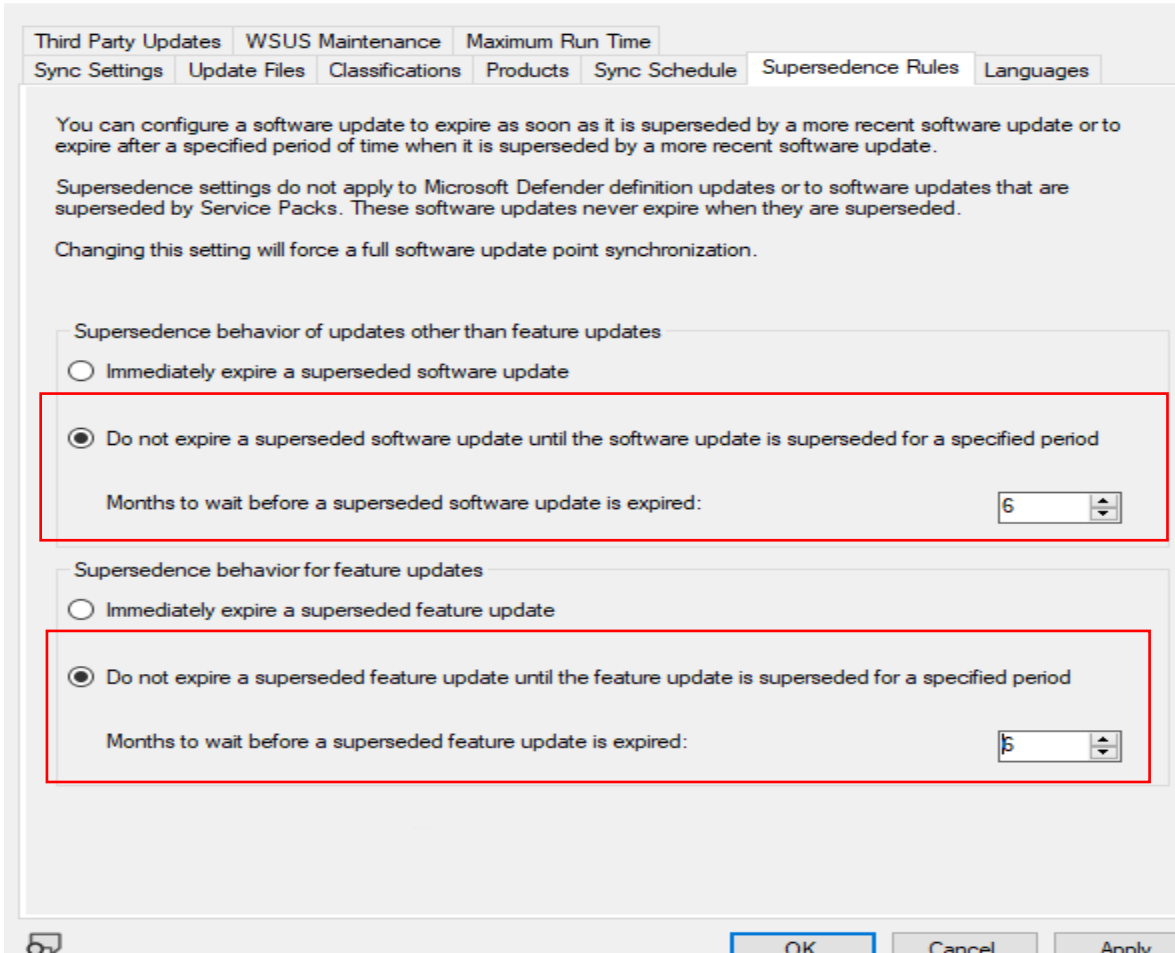 Third Party Updates WSUS Maintenance Maximum Run Time
Sync Settings Update Files Classifications Products Sync Schedule Supersedence Rules Languages
You can configure a software update to expire as soon as it is superseded by a more recent software update or to
expire after a specified period of time when it is superseded by a more recent software update.
Supersedence settings do not apply to Microsoft Defender definition updates or to software updates that are
superseded by Service Packs. These software updates never expire when they are superseded.
Changing this setting will force a full software update point synchronization.
Supersedence behavior of updates other than feature updates
Immediately expire a superseded software update
Do not expire a superseded software update until the software update is superseded for a specified period
Months to wait before a superseded software update is expired: 6
Supersedence behavior for feature updates
Immediately expire a superseded feature update
Do not expire a superseded feature update until the feature update is superseded for a specified period
Months to wait before a superseded feature update is expired: 6
OK Cancel Apply